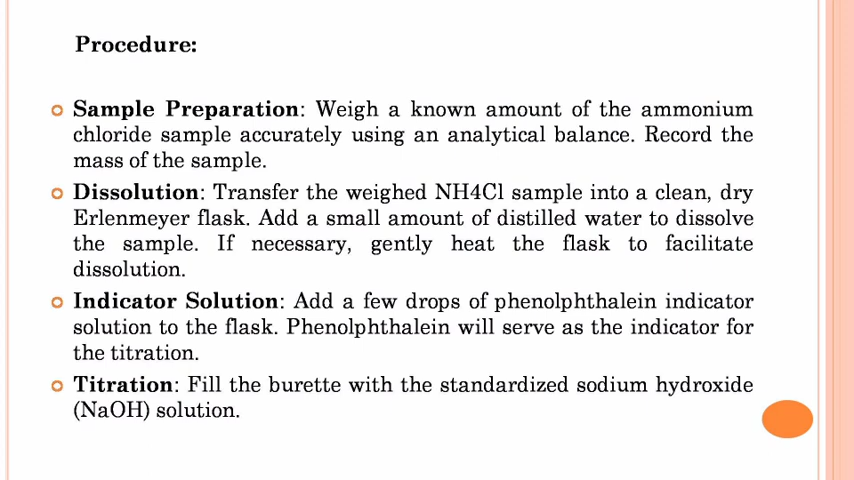 Procedure:
Sample Preparation: Weigh a known amount of the ammonium
chloride sample accurately using an analytical balance. Record the
mass of the sample.
Dissolution: Transfer the weighed NH4Cl sample into a clean, dry
Erlenmeyer flask. Add a small amount of distilled water to dissolve
the sample. If necessary, gently heat the flask to facilitate
dissolution.
Indicator Solution: Add a few drops of phenolphthalein indicator
solution to the flask. Phenolphthalein will serve as the indicator for
the titration.
Titration: Fill the burette with the standardized sodium hydroxide
(NaOH) solution.